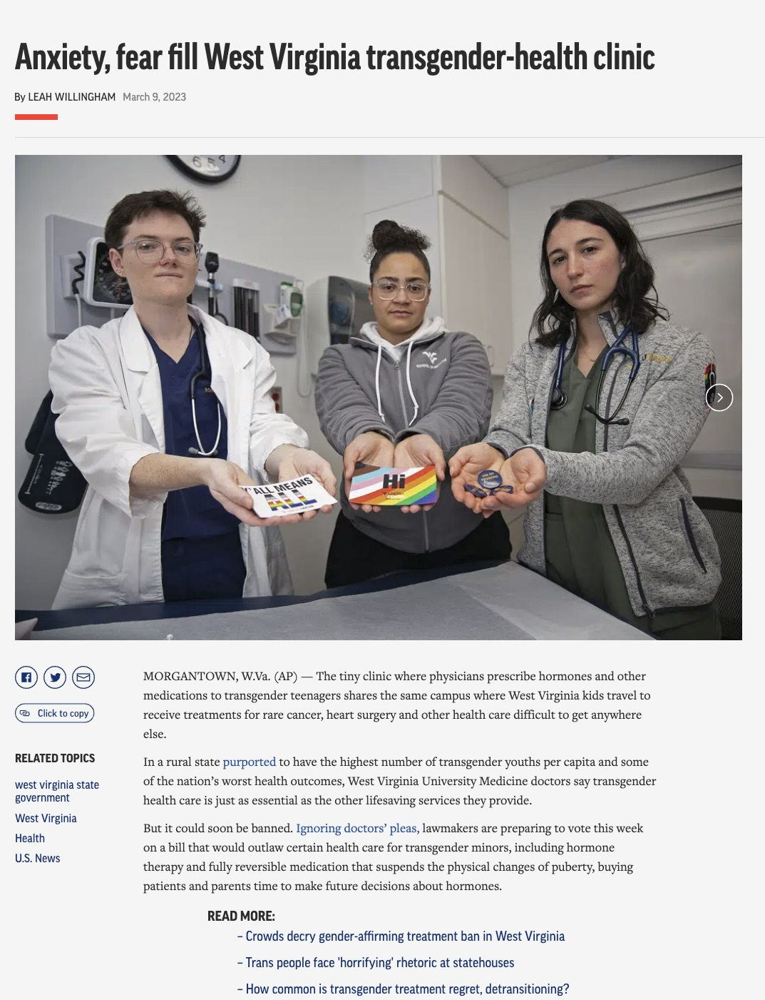 Anxiety, fear fill West Virginia transgender-health clinic
By LEAH WILLINGHAM March 9, 2023
6 5 4
Y'ALL MEANS
ALL
Hi
Click to copy
RELATED TOPICS
west virginia state
government
West Virginia
Health
U.S. News
MORGANTOWN, W.Va. (AP) — The tiny clinic where physicians prescribe hormones and other
medications to transgender teenagers shares the same campus where West Virginia kids travel to
receive treatments for rare cancer, heart surgery and other health care difficult to get anywhere
else.
In a rural state purported to have the highest number of transgender youths per capita and some
of the nation’s worst health outcomes, West Virginia University Medicine doctors say transgender
health care is just as essential as the other lifesaving services they provide.
But it could soon be banned. Ignoring doctors’ pleas, lawmakers are preparing to vote this week
on a bill that would outlaw certain health care for transgender minors, including hormone
therapy and fully reversible medication that suspends the physical changes of puberty, buying
patients and parents time to make future decisions about hormones.
READ MORE:
– Crowds decry gender-affirming treatment ban in West Virginia
– Trans people face 'horrifying' rhetoric at statehouses
– How common is transgender treatment regret, detransitioning?